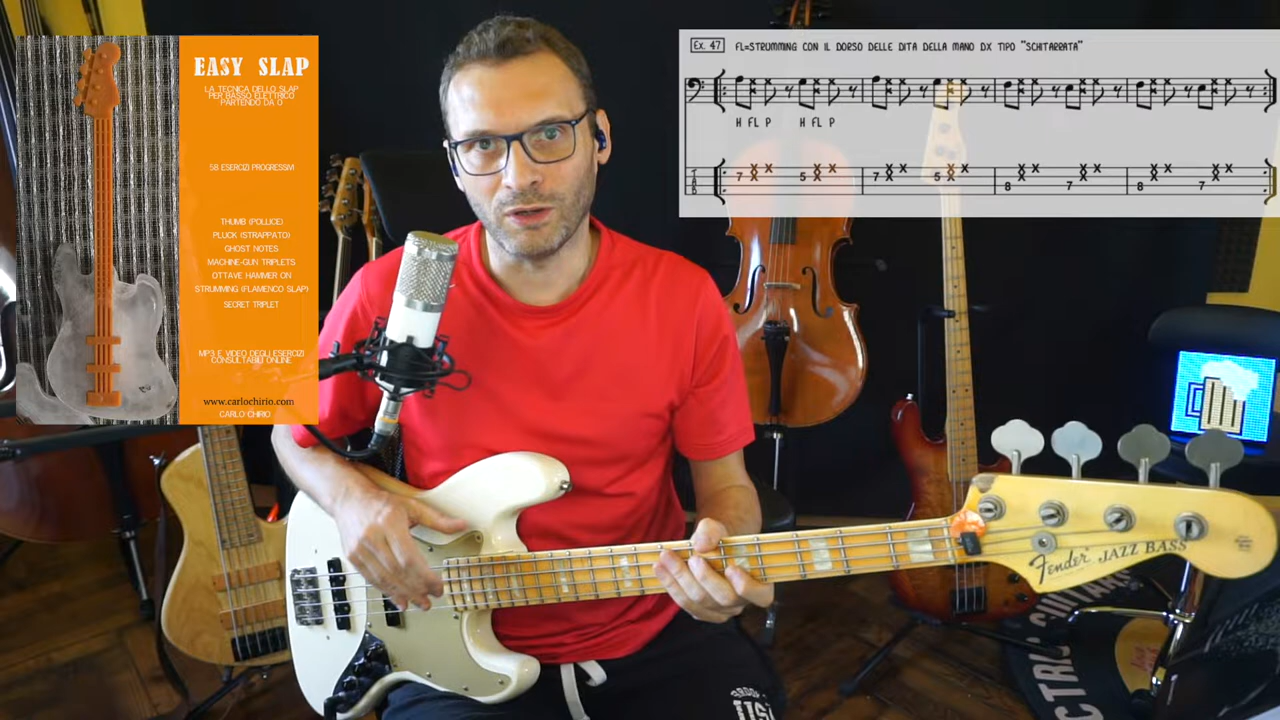 EASY SLAP
LA TECNICA DELLO SLAP
PER BASSO ELETTRICO
PARTENDO DA 0
58 ESERCIZI PROGRESSIVI
THUMB (POLLICE)
PLUCK (STRAPPATO)
GHOST NOTES
MACHINE-GUN TRIPLETS
OTTAVE HAMMER ON
STRUMMING (FLAMENCO SLAP)
SECRET TRIPLET
MP3 E VIDEO DEGLI ESERCIZI
CONSULTABILI ONLINE
www.carlochirio.com
CARLO CHIRIO
Ex. 47 FL=STRUMMING CON IL DORSO DELLE DITA DELLA MANO DX TIPO "SCHITARRATA"
H FL P H FL P
T
A
B
7 X X X 5 X X X 7 X X X 5 X X X 8 X X X 7 X X X 8 X X X 7 X X X
Fender JAZZ BASS
CTRIC GUITAR